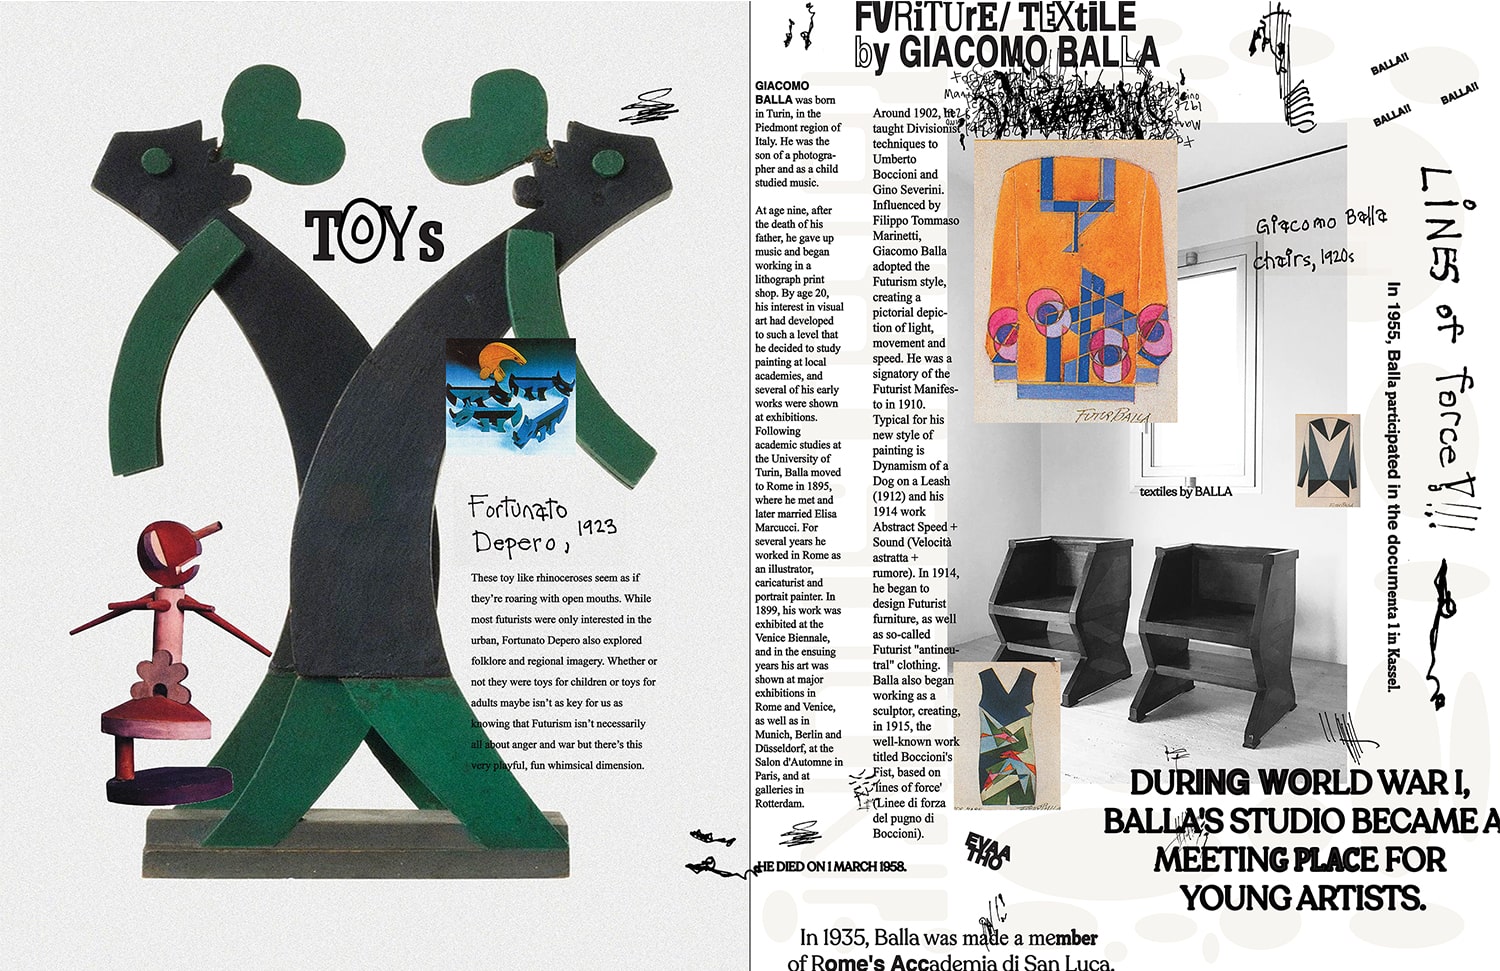 TOYs
Fortunato
Depero, 1923
These toy like rhinoceroses seem as if
they're roaring with open mouths. While
most futurists were only interested in the
urban, Fortunato Depero also explored
folklore and regional imagery. Whether or
not they were toys for children or toys for
adults maybe isn't as key for us as
knowing that Futurism isn't necessarily
all about anger and war but there's this
very playful, fun whimsical dimension.
FVRiTUrE/ TEXtiLE
by GIACOMO BALLA
GIACOMO
BALLA was born
in Turin, in the
Piedmont region of
Italy. He was the
son of a photogra-
pher and as a child
studied music.
At age nine, after
the death of his
father, he gave up
music and began
working in a
lithograph print
shop. By age 20,
his interest in visual
art had developed
to such a level that
he decided to study
painting at local
academies, and
several of his early
works were shown
at exhibitions.
Following
academic studies at
the University of
Turin, Balla moved
to Rome in 1895,
where he met and
later married Elisa
Marcucci. For
several years he
worked in Rome as
an illustrator,
caricaturist and
portrait painter. In
1899, his work was
exhibited at the
Venice Biennale,
and in the ensuing
years his art was
shown at major
exhibitions in
Rome and Venice,
as well as in
Munich, Berlin and
Düsseldorf, at the
Salon d'Automne in
Paris, and at
galleries in
Rotterdam.
HE DIED ON 1 MARCH 1958.
Around 1902, he
taught Divisionist
techniques to
Umberto
Boccioni and
Gino Severini.
Influenced by
Filippo Tommaso
Marinetti,
Giacomo Balla
adopted the
Futurism style,
creating a
pictorial depic-
tion of light,
movement and
speed. He was a
signatory of the
Futurist Manifes-
to in 1910.
Typical for his
new style of
painting is
Dynamism of a
Dog on a Leash
(1912) and his
1914 work
Abstract Speed +
Sound (Velocità
astratta +
rumore). In 1914,
he began to
design Futurist
furniture, as well
as so-called
Futurist "antineu-
tral" clothing.
Balla also began
working as a
sculptor, creating,
in 1915, the
well-known work
titled Boccioni's
Fist, based on
'lines of force'
(Linee di forza
del pugno di
Boccioni).
FUTUR BALLA
textiles by BALLA
Giacomo Balla
chairs, 1920s
BALLA!!
BALLA!!
BALLA!!
LINES of force!!!!
In 1955, Balla participated in the documenta 1 in Kassel.
DURING WORLD WAR I,
BALLA'S STUDIO BECAME A
MEETING PLACE FOR
YOUNG ARTISTS.
EVAA
THO
In 1935, Balla was made a member
of Rome's Accademia di San Luca.